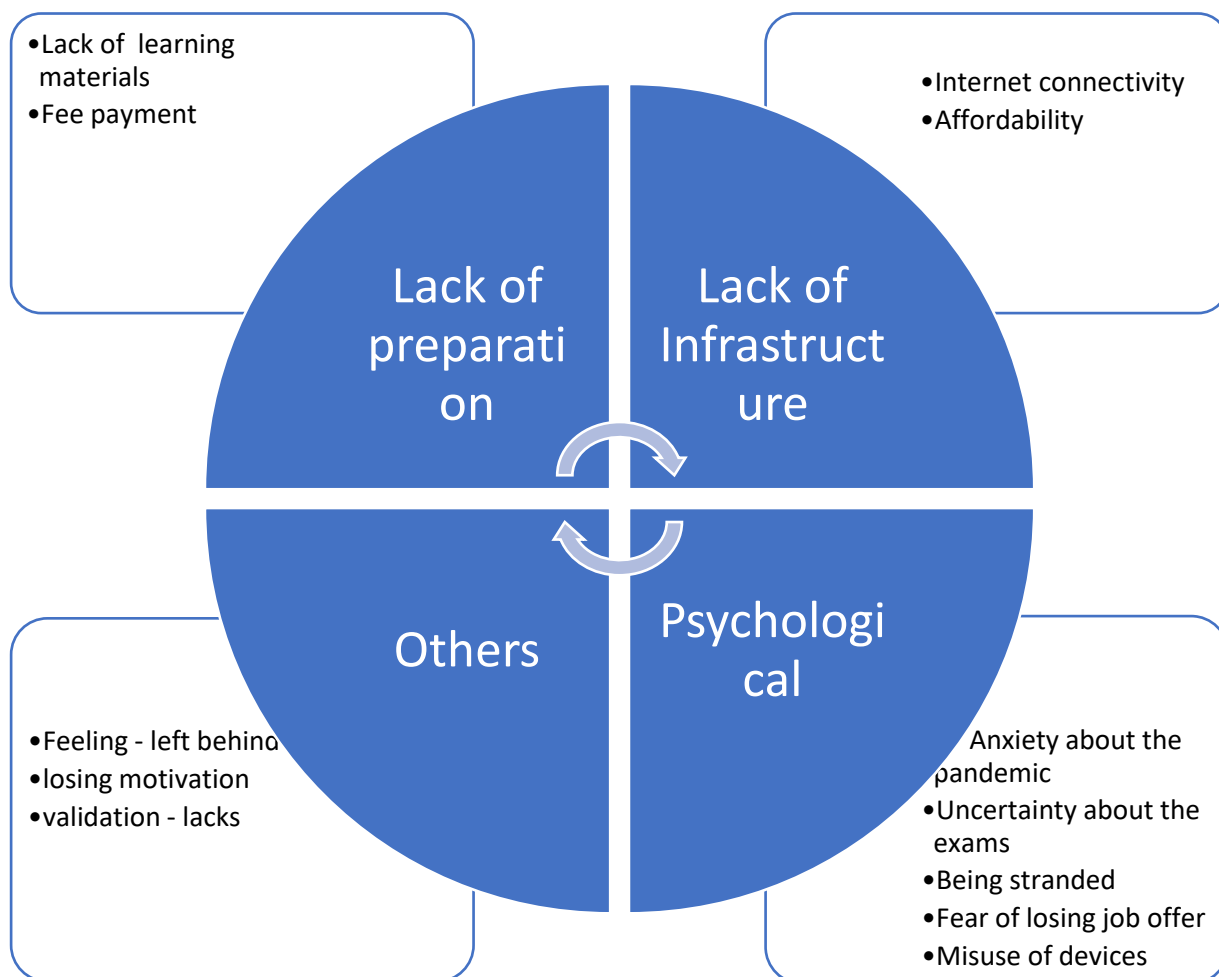 •Lack of learning
materials
•Fee payment
•Internet connectivity
•Affordability
Lack of
preparati
on
Lack of
Infrastruct
ure
Others
Psychologi
cal
•Feeling - left behind
•losing motivation
•validation - lacks
Anxiety about the
pandemic
•Uncertainty about the
exams
•Being stranded
•Fear of losing job offer
•Misuse of devices